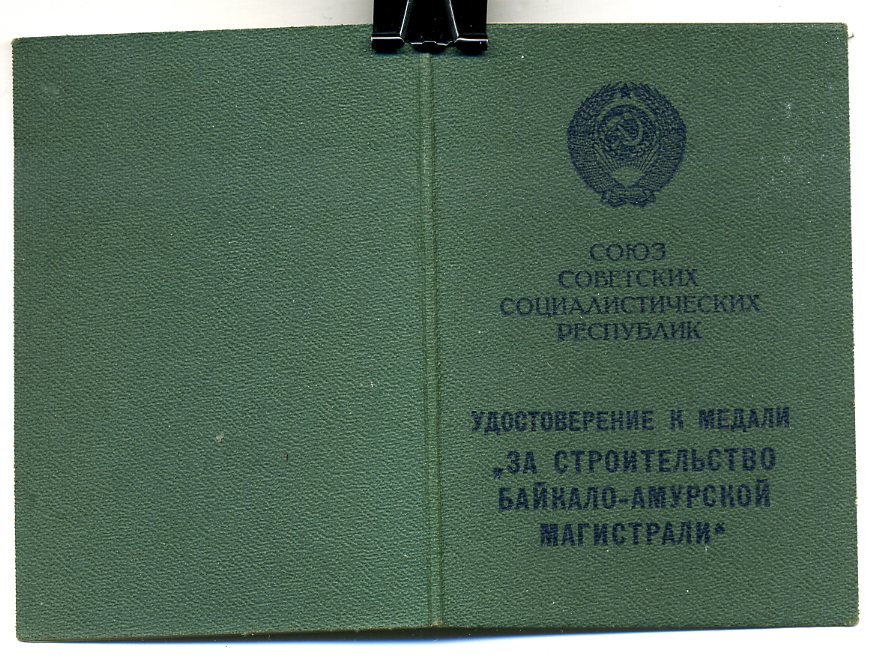 СОЮЗ
СОВЕТСКИХ
СОЦИАЛИСТИЧЕСКИХ
РЕСПУБЛИК
УДОСТОВЕРЕНИЕ К МЕДАЛИ
„ЗА СТРОИТЕЛЬСТВО
БАЙКАЛО-АМУРСКОЙ
МАГИСТРАЛИ“